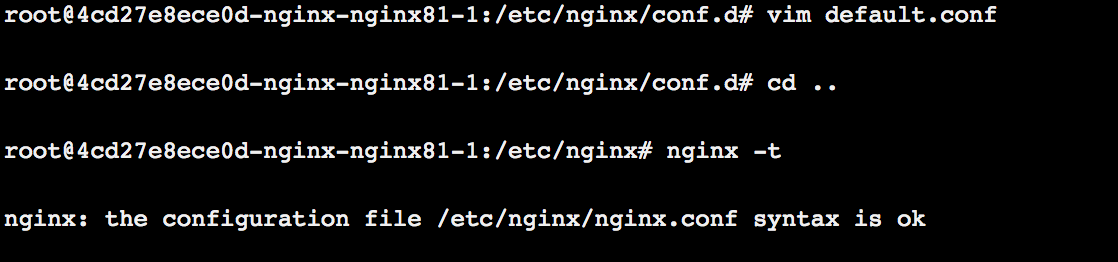 root@4cd27e8ece0d-nginx-nginx81-1:/etc/nginx/conf.d# vim default.conf
root@4cd27e8ece0d-nginx-nginx81-1:/etc/nginx/conf.d# cd ..
root@4cd27e8ece0d-nginx-nginx81-1:/etc/nginx# nginx -t
nginx: the configuration file /etc/nginx/nginx.conf syntax is ok